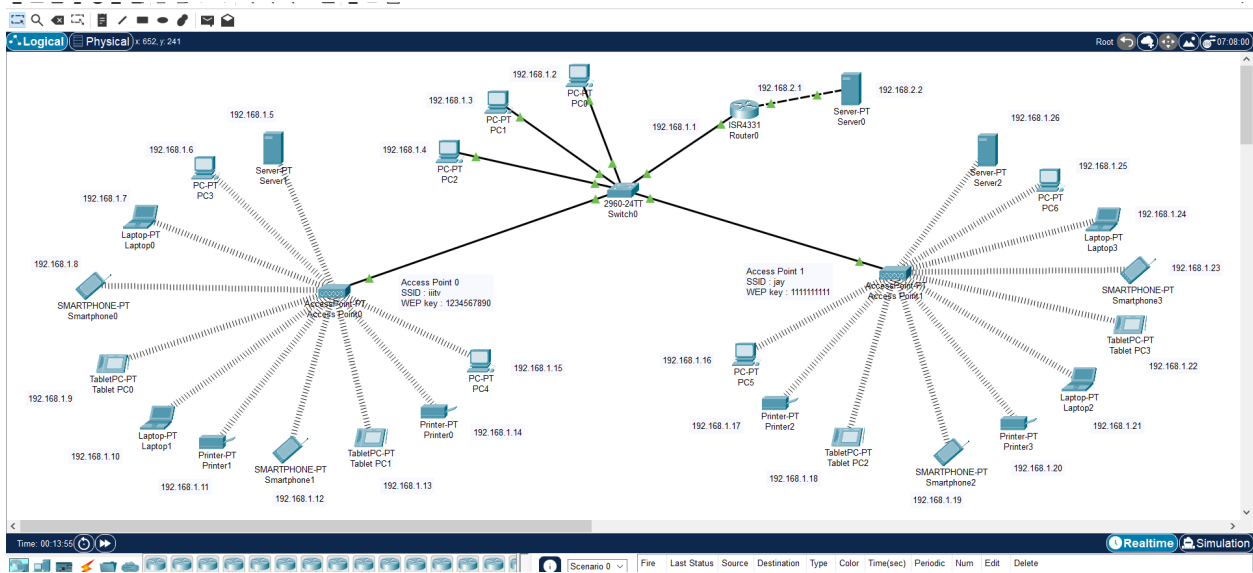 Logical
Physical
x: 652, y: 241
Root
07:08:00
192.168.1.2
PC-PT
PC0
192.168.1.3
PC-PT
PC1
192.168.1.4
PC-PT
PC2
192.168.1.1
192.168.2.1
ISR4331
Router0
192.168.2.2
Server-PT
Server0
2960-24TT
Switch0
192.168.1.5
Server-PT
Server1
192.168.1.6
PC-PT
PC3
192.168.1.7
Laptop-PT
Laptop0
192.168.1.8
SMARTPHONE-PT
Smartphone0
AccessPoint-PT
Access Point0
Access Point 0
SSID : iiitv
WEP key : 1234567890
TabletPC-PT
Tablet PC0
192.168.1.9
Laptop-PT
Laptop1
192.168.1.10
Printer-PT
Printer1
192.168.1.11
SMARTPHONE-PT
Smartphone1
192.168.1.12
TabletPC-PT
Tablet PC1
192.168.1.13
Printer-PT
Printer0
192.168.1.14
PC-PT
PC4
192.168.1.15
192.168.1.26
Server-PT
Server2
192.168.1.25
PC-PT
PC6
192.168.1.24
Laptop-PT
Laptop3
192.168.1.23
SMARTPHONE-PT
Smartphone3
Access Point 1
SSID : jay
WEP key : 1111111111
AccessPoint-PT
Access Point1
TabletPC-PT
Tablet PC3
192.168.1.22
192.168.1.16
PC-PT
PC5
Laptop-PT
Laptop2
192.168.1.21
192.168.1.17
Printer-PT
Printer2
Printer-PT
Printer3
192.168.1.20
TabletPC-PT
Tablet PC2
192.168.1.18
SMARTPHONE-PT
Smartphone2
192.168.1.19
Time: 00:13:55
Realtime
Simulation
Scenario 0
Fire Last Status Source Destination Type Color Time(sec) Periodic Num Edit Delete